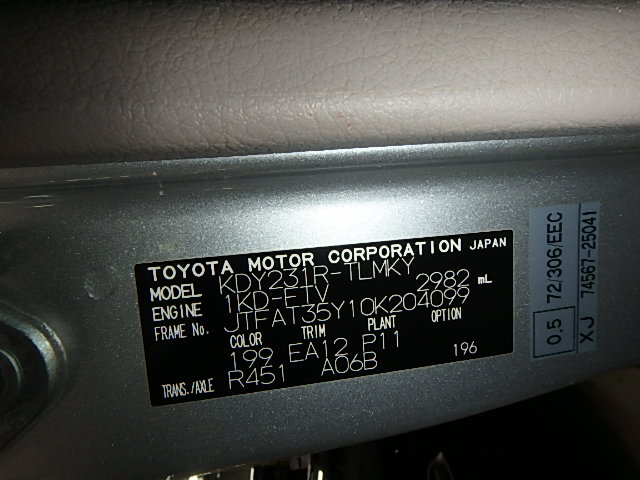 TOYOTA MOTOR CORPORATION JAPAN
MODEL KDY231R-TLMKY
ENGINE 1KD-FTV 2982 mL
FRAME No. JTFAT35Y10K204099
COLOR TRIM PLANT OPTION
199 EA12 P11 196
TRANS./AXLE R451 A06B
0.5 72/306/EEC
XJ 74567-25041